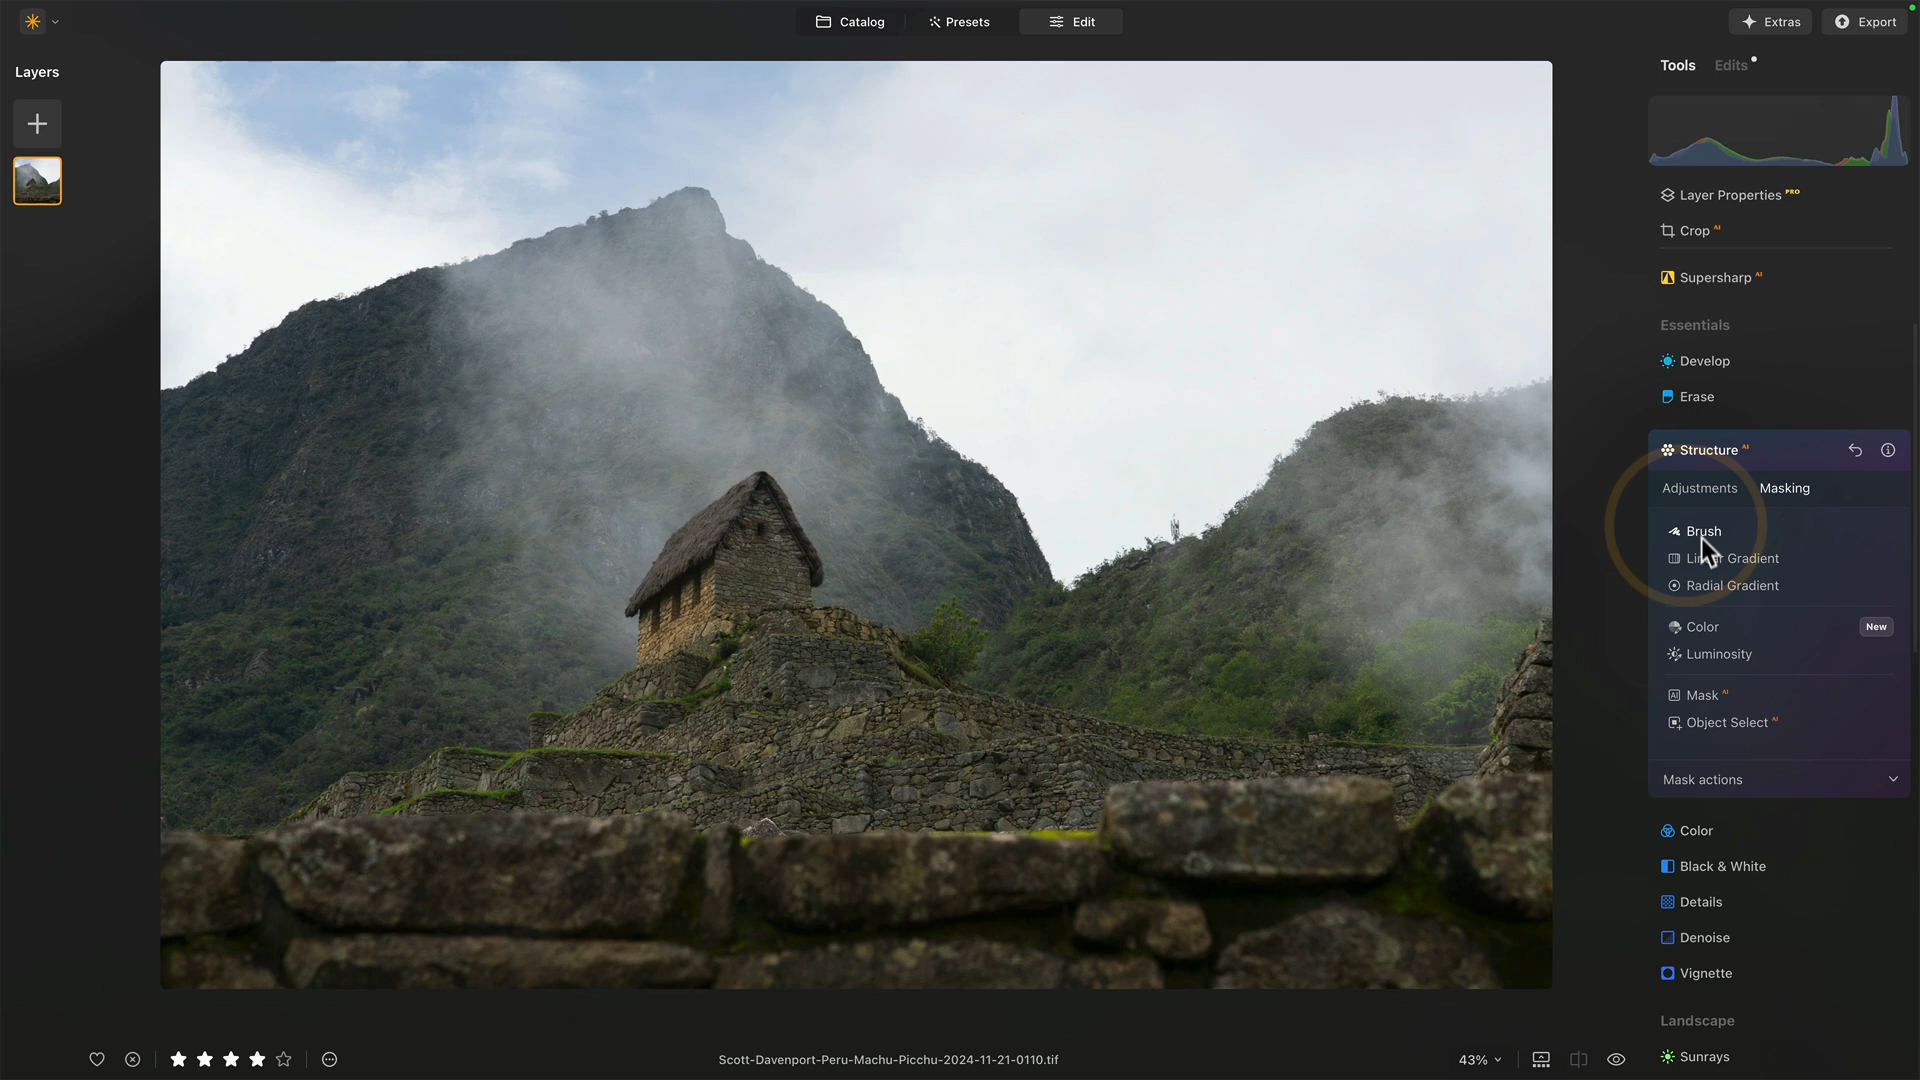 Catalog
Presets
Edit
Extras
Export
Layers
Tools
Edits
Layer Properties PRO
Crop AI
Supersharp AI
Essentials
Develop
Erase
Structure AI
Adjustments
Masking
Brush
Gradient
Radial Gradient
Color
New
Luminosity
Mask AI
Object Select AI
Mask actions
Color
Black & White
Details
Denoise
Vignette
Landscape
Sunrays
Scott-Davenport-Peru-Machu-Picchu-2024-11-21-0110.tif
43%